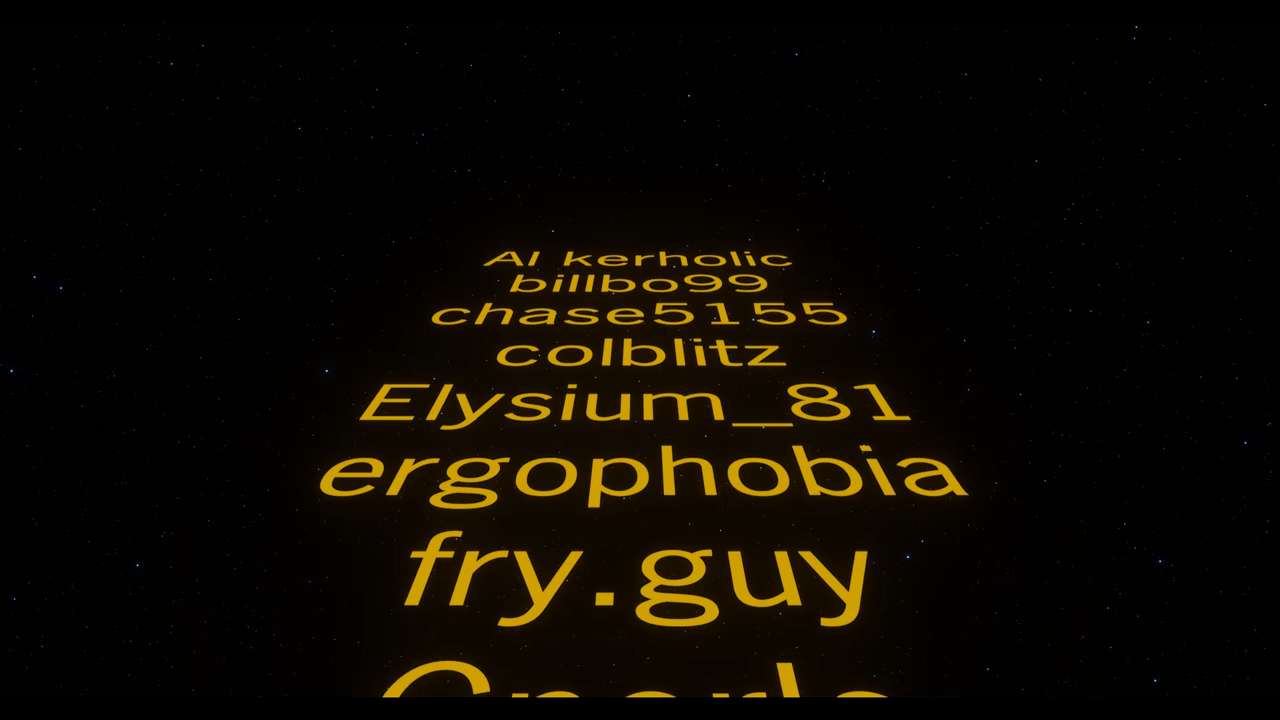 Al kerholic
billbo99
chase5155
colblitz
Elysium_81
ergophobia
fry.guy